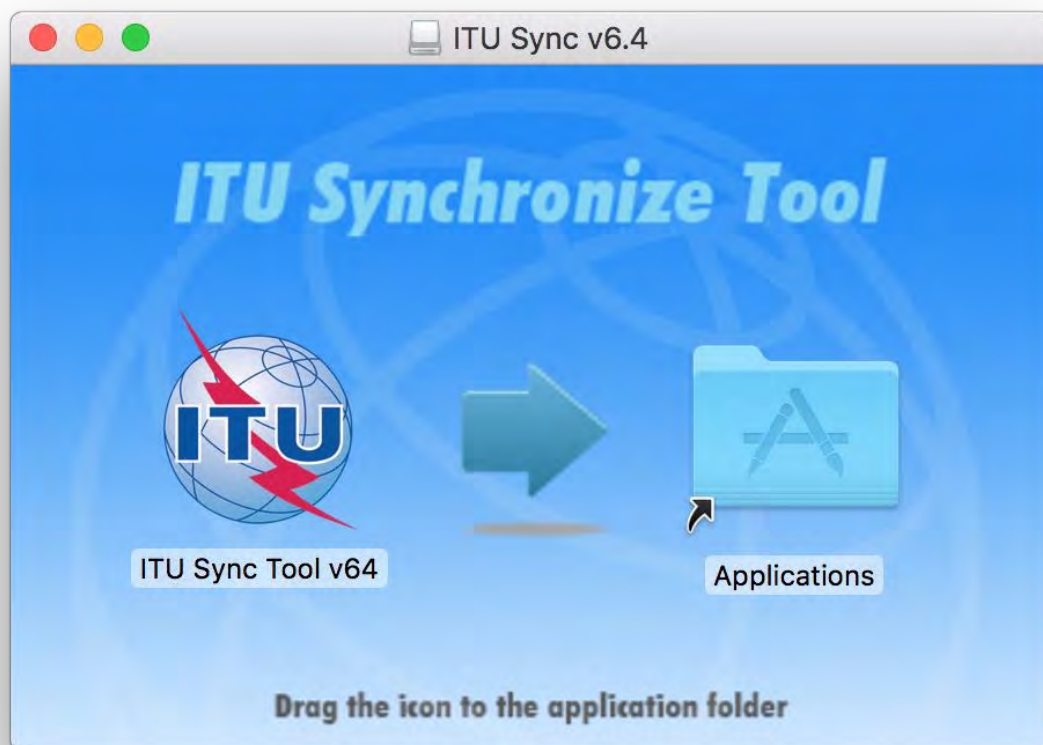 ITU Sync v6.4
ITU Synchronize Tool
ITU
ITU Sync Tool v64
Applications
Drag the icon to the application folder